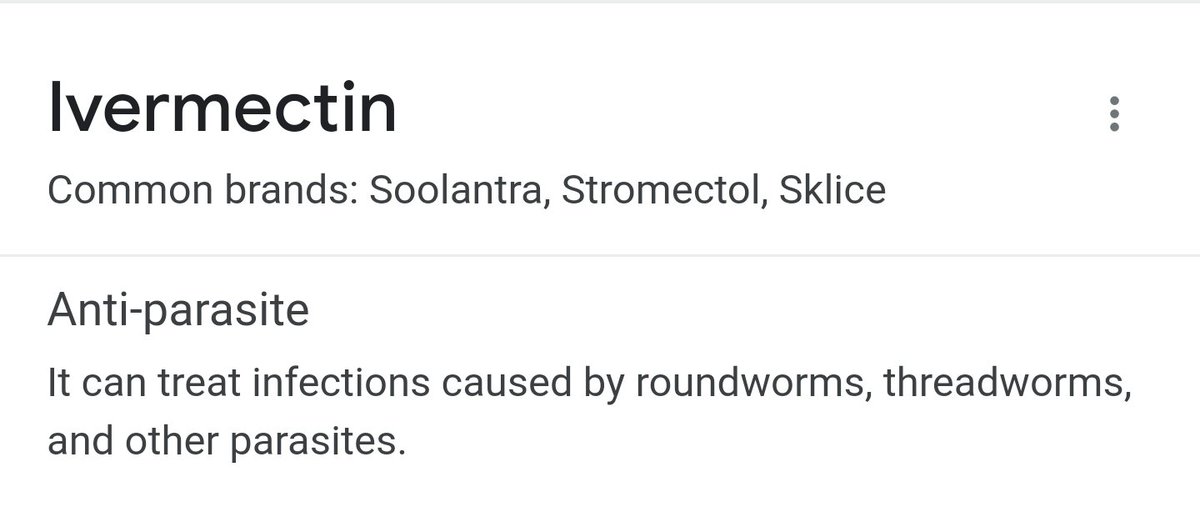 Ivermectin
Common brands: Soolantra, Stromectol, Sklice
Anti-parasite
It can treat infections caused by roundworms, threadworms,
and other parasites.